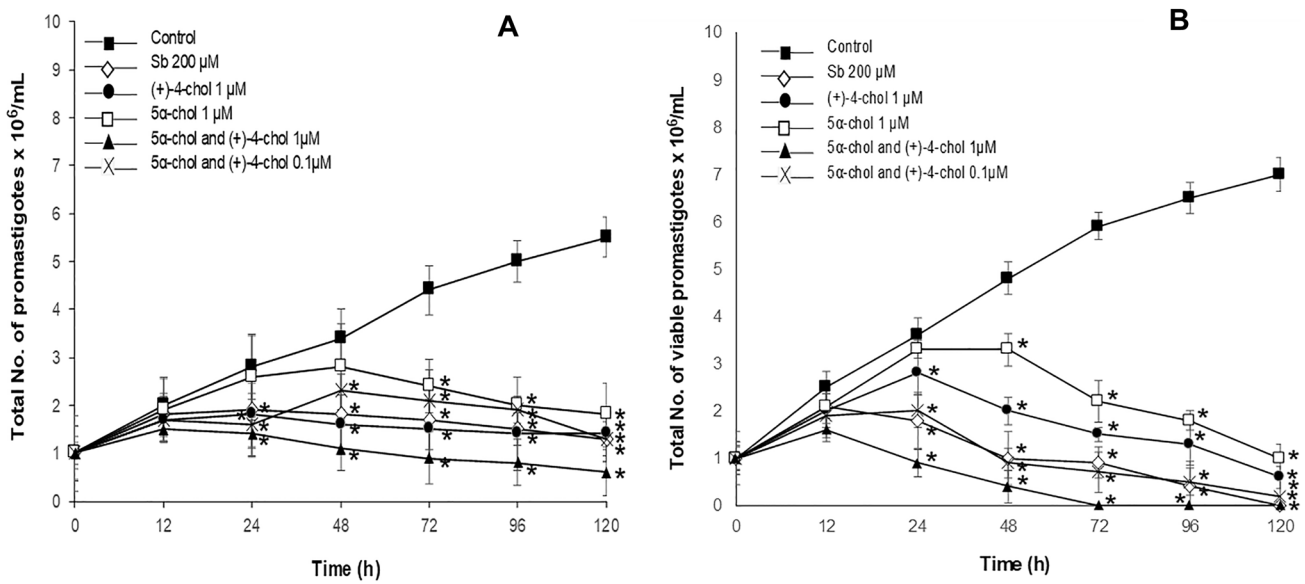 A
Total No. of promastigotes x 10⁶/mL
10
9
8
7
6
5
4
3
2
1
0
Control
Sb 200 µM
(+)-4-chol 1 µM
5α-chol 1 µM
5α-chol and (+)-4-chol 1µM
5α-chol and (+)-4-chol 0.1µM
* * * * * * * * * * * * * * * * * * * * * * *
0 12 24 48 72 96 120
Time (h)
B
Total No. of viable promastigotes x 10⁶/mL
10
9
8
7
6
5
4
3
2
1
0
Control
Sb 200 µM
(+)-4-chol 1 µM
5α-chol 1 µM
5α-chol and (+)-4-chol 1µM
5α-chol and (+)-4-chol 0.1µM
* * * * * * * * * * * * * * * * * * * * * * * *
0 12 24 48 72 96 120
Time (h)